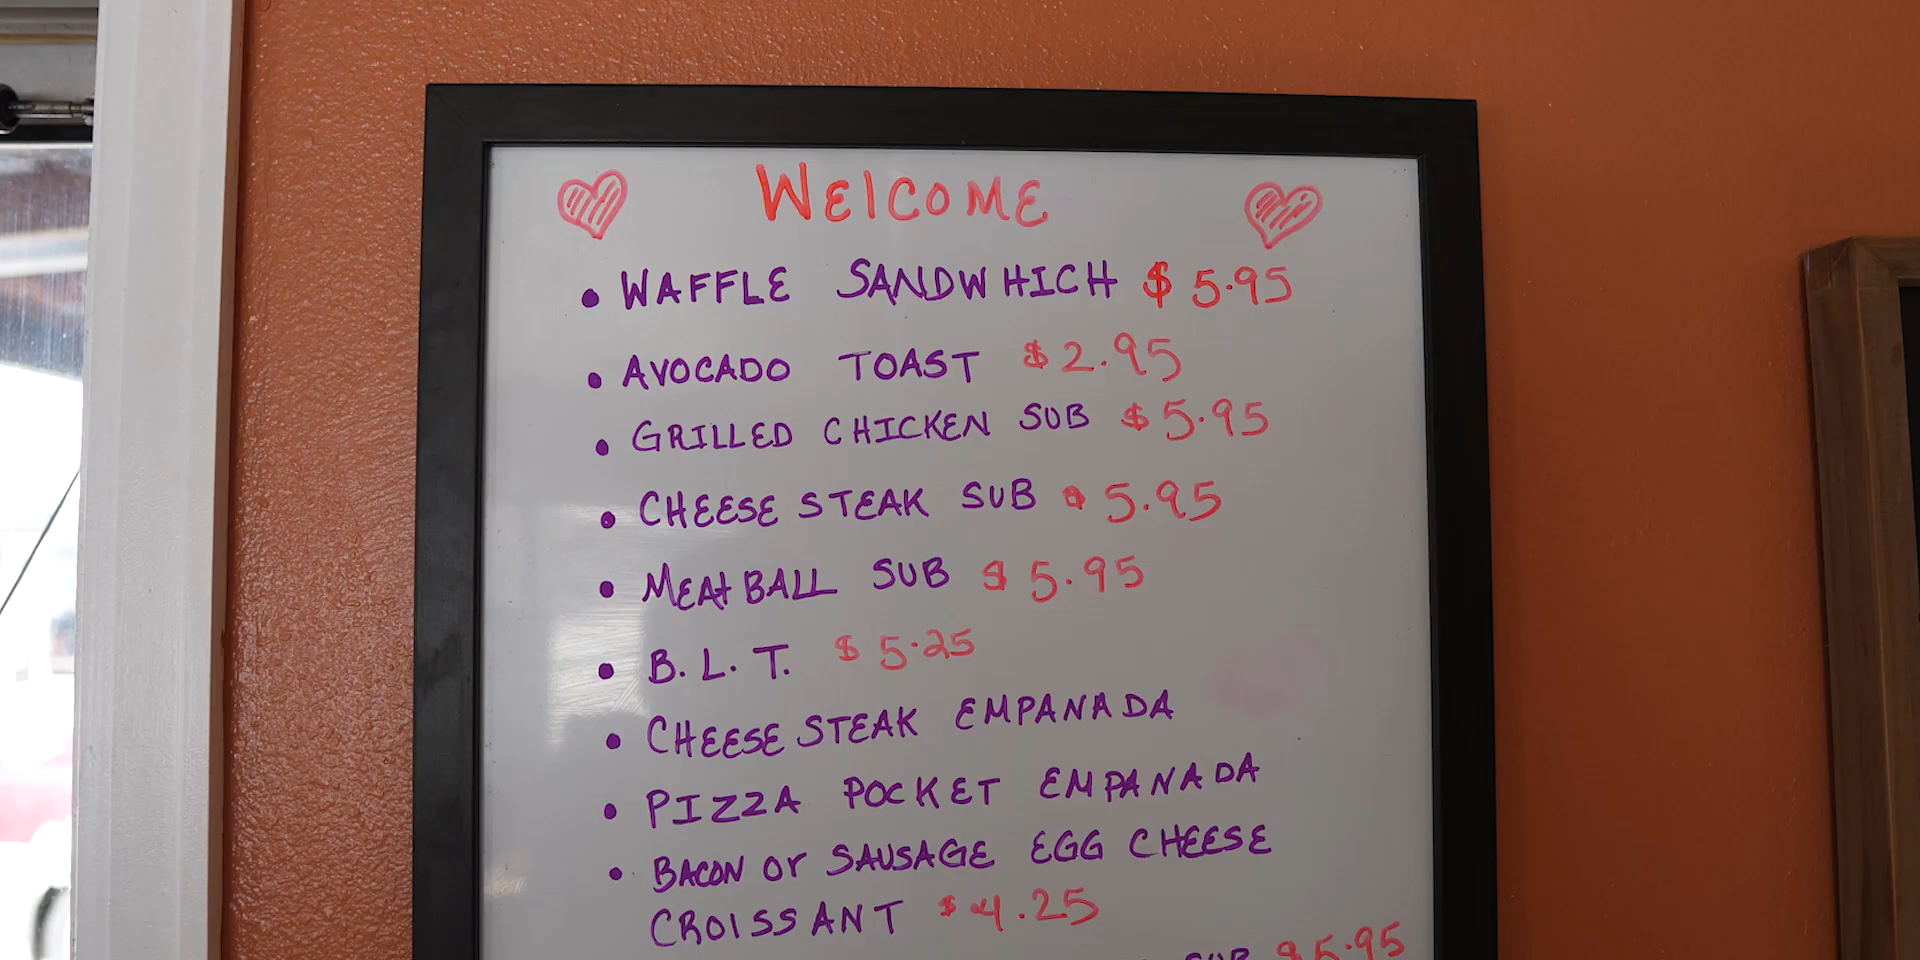 WELCOME
• WAFFLE SANDWHICH $ 5.95
• AVOCADO TOAST $ 2.95
• GRILLED CHICKEN SUB $ 5.95
• CHEESE STEAK SUB $ 5.95
• MEAtBALL SUB $ 5.95
• B.L.T. $ 5.25
• CHEESE STEAK EMPANADA
• PIZZA POCKET EMPANADA
• BACON Or SAUSAGE EGG CHEESE
CROISSANT $ 4.25
SUB $5.95